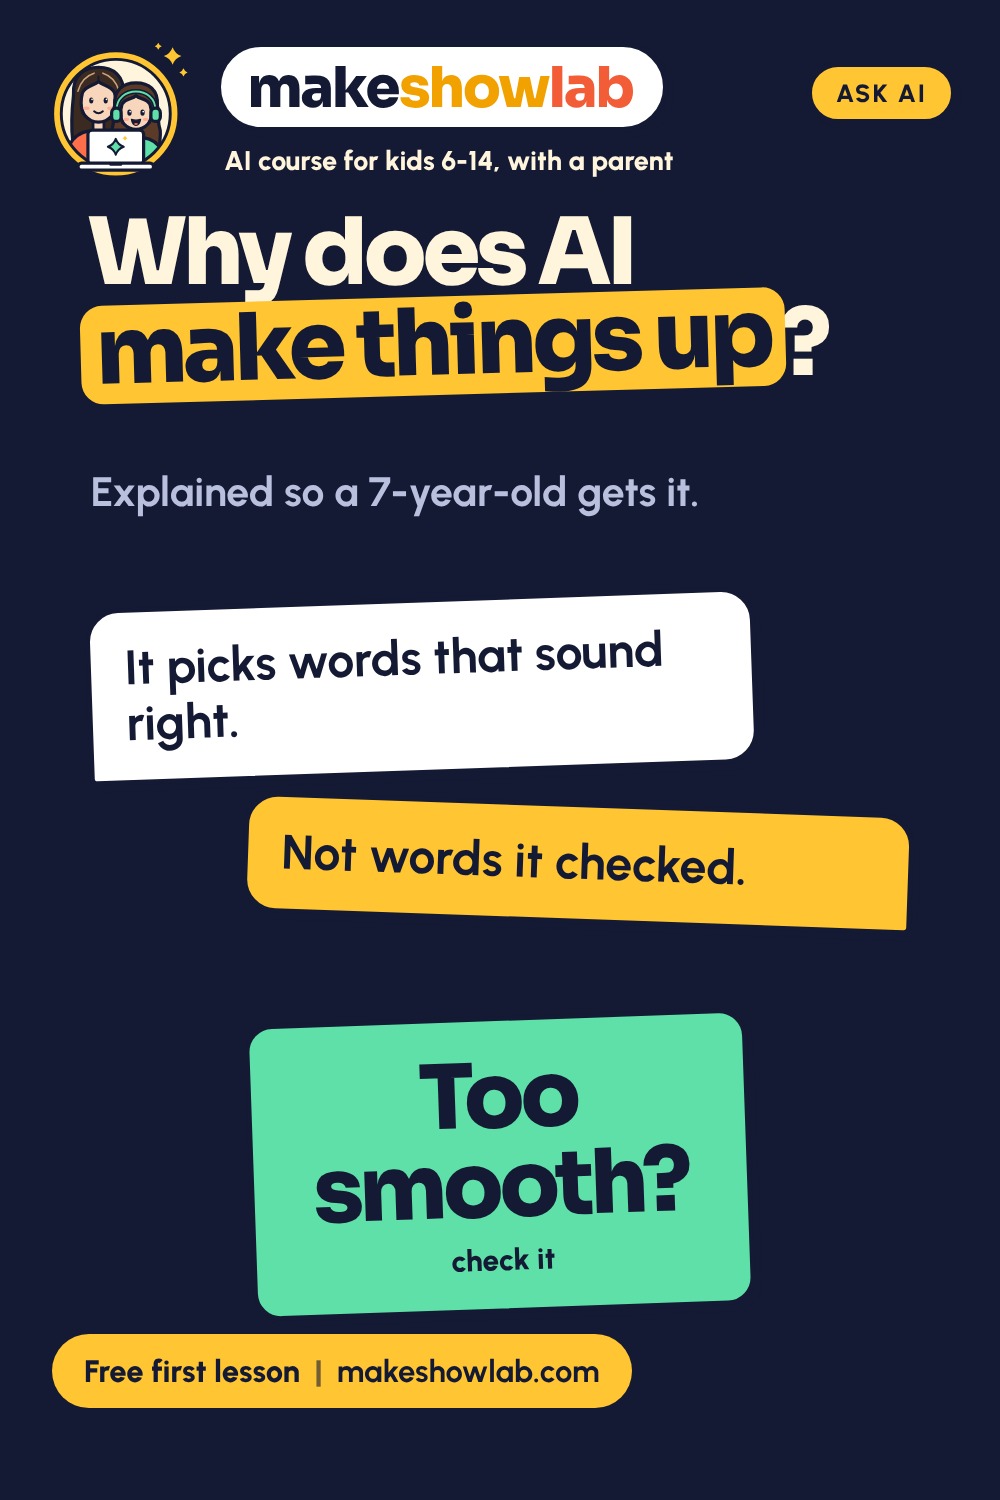 makeshowlab
ASK AI
AI course for kids 6-14, with a parent
Why does AI
make things up?
Explained so a 7-year-old gets it.
It picks words that sound
right.
Not words it checked.
Too
smooth?
check it
Free first lesson | makeshowlab.com